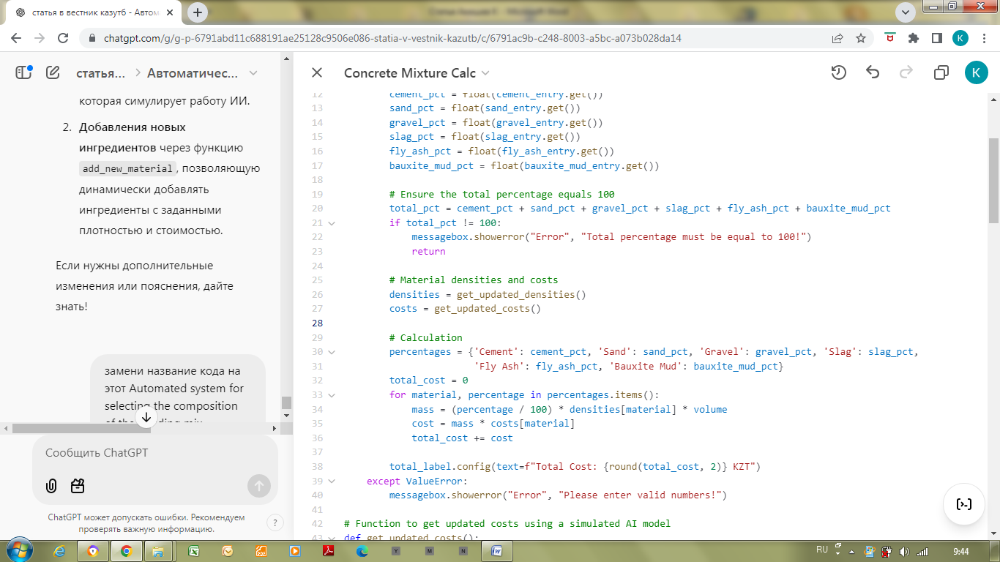 статья в вестник казутб - Автом
chatgpt.com/g/g-p-6791abd11c688191ae25128c9506e086-statia-v-vestnik-kazutb/c/6791ac9b-c248-8003-a5bc-a073b028da14
K
статья...
Автоматичес...
которая симулирует работу ИИ.
2. Добавления новых
ингредиентов через функцию
add_new_material, позволяющую
динамически добавлять
ингредиенты с заданными
плотностью и стоимостью.
Если нужны дополнительные
изменения или пояснения, дайте
знать!
замени название кода на
этот Automated system for
selecting the composition
Сообщить ChatGPT
ChatGPT может допускать ошибки. Рекомендуем
проверять важную информацию.
?
Concrete Mixture Calc
K
12 cement_pct = float(cement_entry.get())
13 sand_pct = float(sand_entry.get())
14 gravel_pct = float(gravel_entry.get())
15 slag_pct = float(slag_entry.get())
16 fly_ash_pct = float(fly_ash_entry.get())
17 bauxite_mud_pct = float(bauxite_mud_entry.get())
18
19 # Ensure the total percentage equals 100
20 total_pct = cement_pct + sand_pct + gravel_pct + slag_pct + fly_ash_pct + bauxite_mud_pct
21 if total_pct != 100:
22 messagebox.showerror("Error", "Total percentage must be equal to 100!")
23 return
24
25 # Material densities and costs
26 densities = get_updated_densities()
27 costs = get_updated_costs()
28
29 # Calculation
30 percentages = {'Cement': cement_pct, 'Sand': sand_pct, 'Gravel': gravel_pct, 'Slag': slag_pct,
31 'Fly Ash': fly_ash_pct, 'Bauxite Mud': bauxite_mud_pct}
32 total_cost = 0
33 for material, percentage in percentages.items():
34 mass = (percentage / 100) * densities[material] * volume
35 cost = mass * costs[material]
36 total_cost += cost
37
38 total_label.config(text=f"Total Cost: {round(total_cost, 2)} KZT")
39 except ValueError:
40 messagebox.showerror("Error", "Please enter valid numbers!")
41
42 # Function to get updated costs using a simulated AI model
43 def get_updated_costs():
Y
M
N
RU
9:44